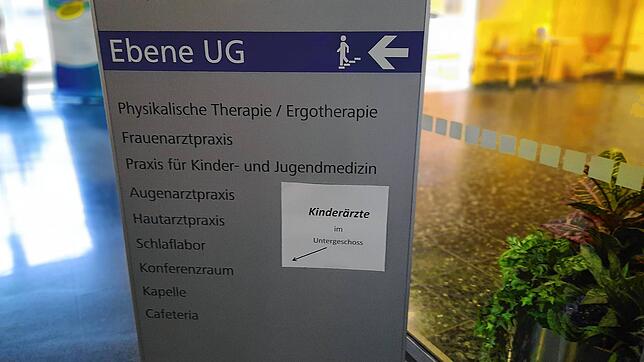 Ebene UG
Physikalische Therapie / Ergotherapie
Frauenarztpraxis
Praxis für Kinder- und Jugendmedizin
Augenarztpraxis
Hautarztpraxis
Schlaflabor
Konferenzraum
Kapelle
Cafeteria
Kinderärzte
im
Untergeschoss